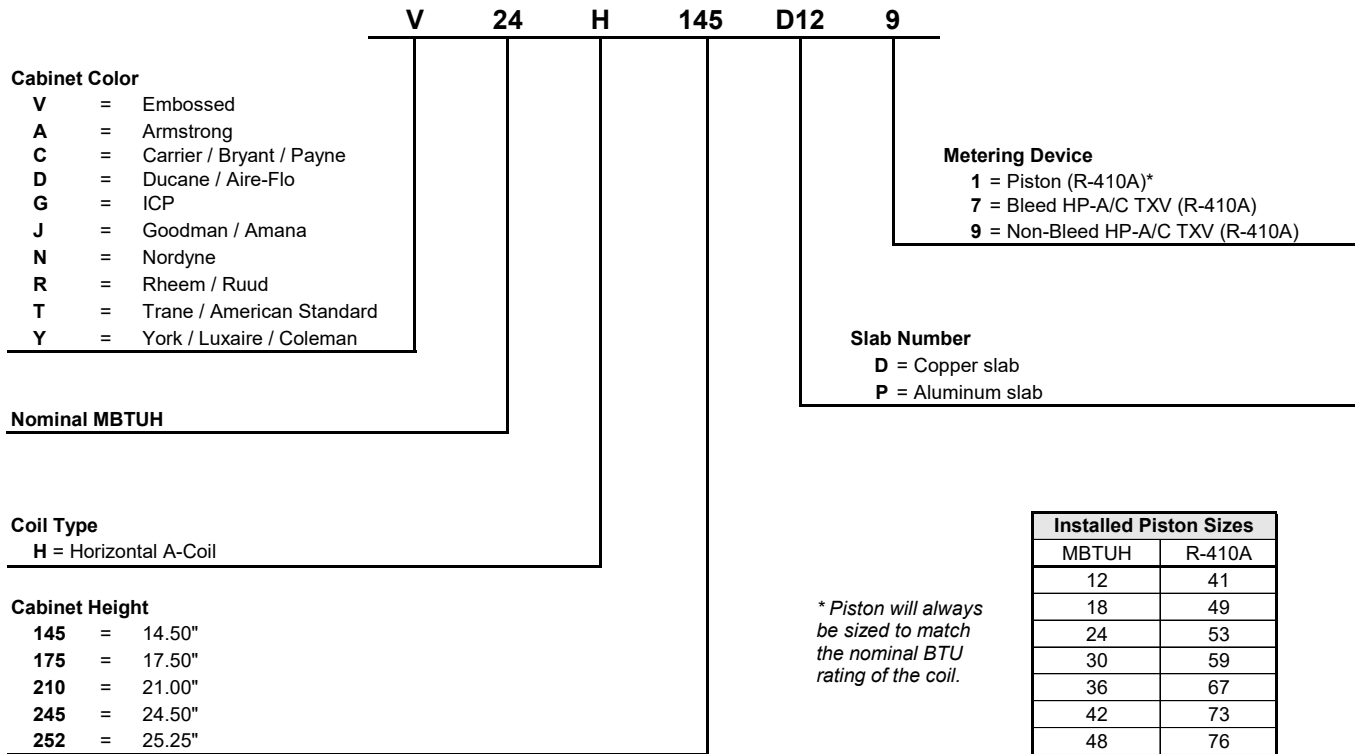 V 24 H 145 D12 9
Cabinet Color
V = Embossed
A = Armstrong
C = Carrier / Bryant / Payne
D = Ducane / Aire-Flo
G = ICP
J = Goodman / Amana
N = Nordyne
R = Rheem / Ruud
T = Trane / American Standard
Y = York / Luxaire / Coleman
Metering Device
1 = Piston (R-410A)*
7 = Bleed HP-A/C TXV (R-410A)
9 = Non-Bleed HP-A/C TXV (R-410A)
Slab Number
D = Copper slab
P = Aluminum slab
Nominal MBTUH
Coil Type
H = Horizontal A-Coil
Cabinet Height
145 = 14.50"
175 = 17.50"
210 = 21.00"
245 = 24.50"
252 = 25.25"
* Piston will always
be sized to match
the nominal BTU
rating of the coil.
Installed Piston Sizes
MBTUH R-410A
12 41
18 49
24 53
30 59
36 67
42 73
48 76